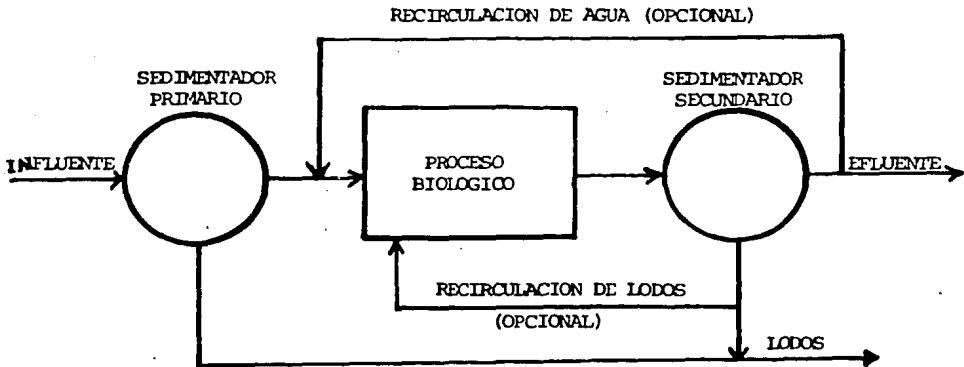 RECIRCULACION DE AGUA (OPCIONAL)
SEDIMENTADOR
PRIMARIO
SEDIMENTADOR
SECUNDARIO
INFLUENTE
PROCESO
BIOLOGICO
EFLUENTE
RECIRCULACION DE LODOS
(OPCIONAL)
LODOS